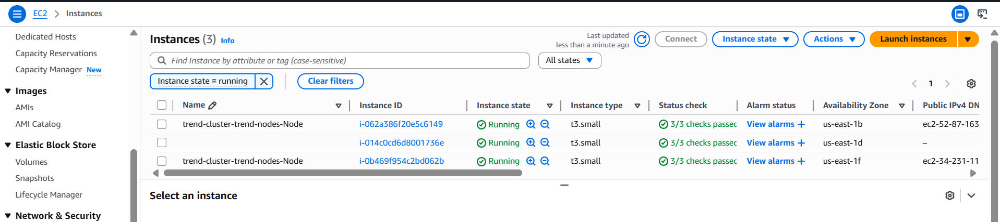 EC2 > Instances
Dedicated Hosts
Capacity Reservations
Capacity Manager New
Images
AMIs
AMI Catalog
Elastic Block Store
Volumes
Snapshots
Lifecycle Manager
Network & Security
Instances (3) Info
Last updated
less than a minute ago
Connect
Instance state
Actions
Launch instances
Find Instance by attribute or tag (case-sensitive)
All states
Instance state = running
Clear filters
1
Name Instance ID Instance state Instance type Status check Alarm status Availability Zone Public IPv4 DN
trend-cluster-trend-nodes-Node i-062a386f20e5c6149 Running t3.small 3/3 checks passec View alarms + us-east-1b ec2-52-87-163
i-014c0cd6d8001736e Running t3.small 3/3 checks passec View alarms + us-east-1d –
trend-cluster-trend-nodes-Node i-0b469f954c2bd062b Running t3.small 3/3 checks passec View alarms + us-east-1f ec2-34-231-11
Select an instance